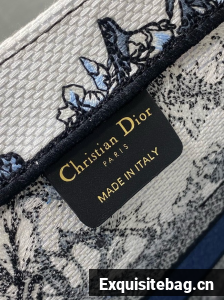 Christian Dior
PARIS
MADE IN ITALY
Exquisitebag.cn